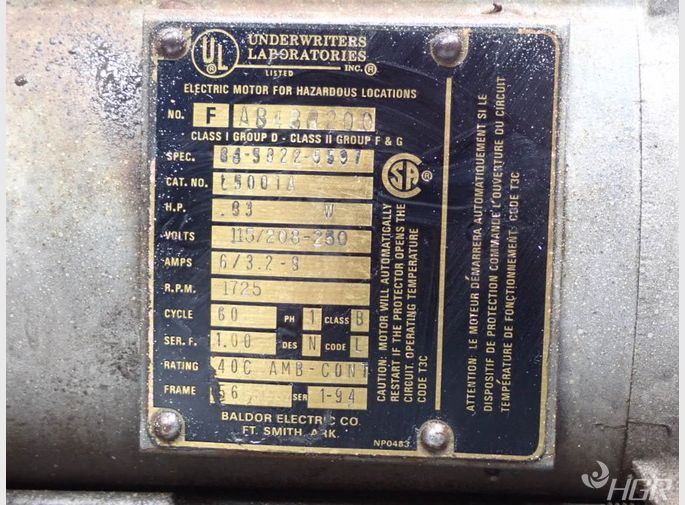 UL®
UNDERWRITERS
LABORATORIES
LISTED INC.®
ELECTRIC MOTOR FOR HAZARDOUS LOCATIONS
NO. F
CLASS I GROUP D - CLASS II GROUP F & G
SPEC.
CAT. NO. L5001A
H.P. .33 W
VOLTS 115/208-230
AMPS 6/3.2-3
R.P.M. 1725
CYCLE 60 PH 1 CLASS B
SER. F. 1.00 DES N CODE L
RATING 40C AMB-CONT
FRAME 56 SER 1-94
BALDOR ELECTRIC CO.
FT. SMITH, ARK.
NP0483
SA®
CAUTION: MOTOR WILL AUTOMATICALLY
RESTART IF THE PROTECTOR OPENS THE
CIRCUIT. OPERATING TEMPERATURE
CODE T3C
ATTENTION: LE MOTEUR DÉMARRERA AUTOMATIQUEMENT SI LE
DISPOSITIF DE PROTECTION COMMANDE L'OUVERTURE DU CIRCUIT
TEMPÉRATURE DE FONCTIONNEMENT: CODE T3C
HGR